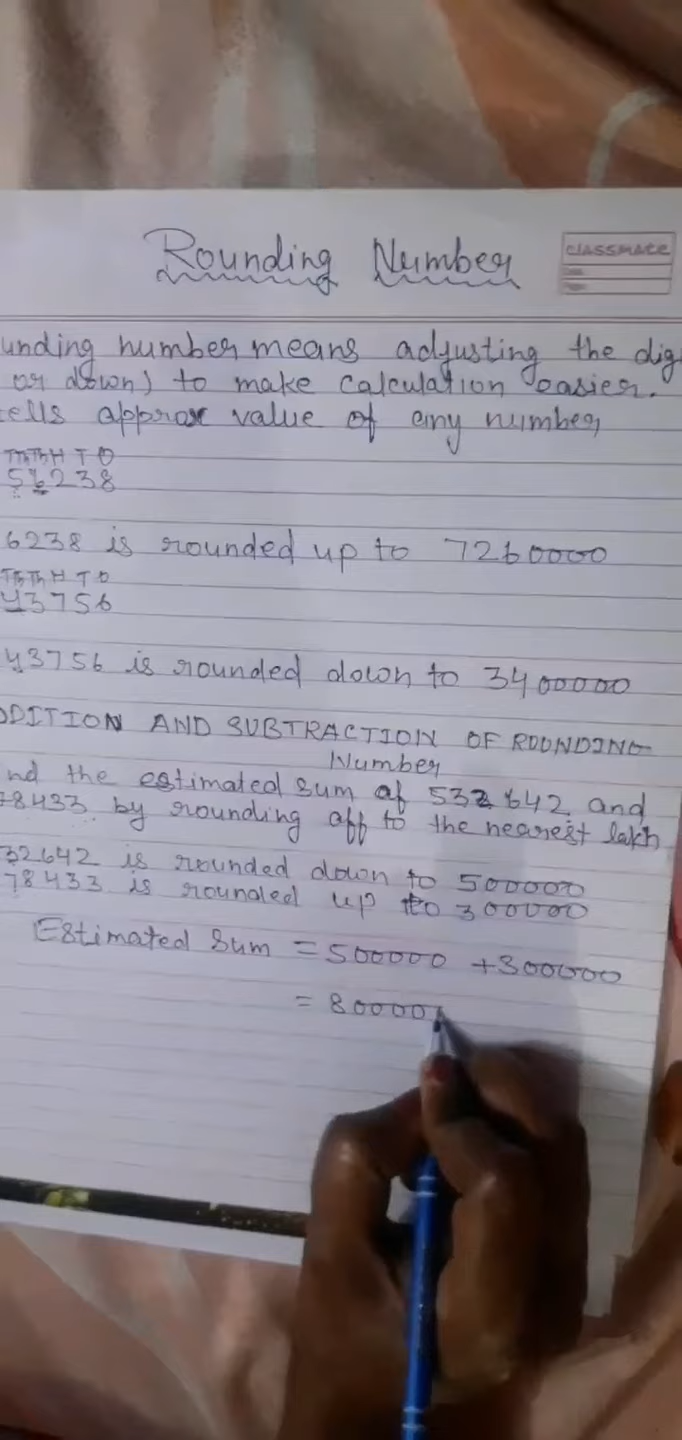 Rounding Number
CLASSMATE
unding number means adjusting the dig
or down) to make calculation easier.
ells approx value of any number
TTh Th H T O
56238
6238 is rounded up to 7260000
TTh Th H T O
43756
43756 is rounded down to 3400000
DDITION AND SUBTRACTION OF ROUNDING
Number
nd the estimated sum of 532642 and
78433 by rounding off to the nearest lakh
32642 is rounded down to 500000
78433 is rounded up to 300000
Estimated Sum = 500000 + 300000
= 80000